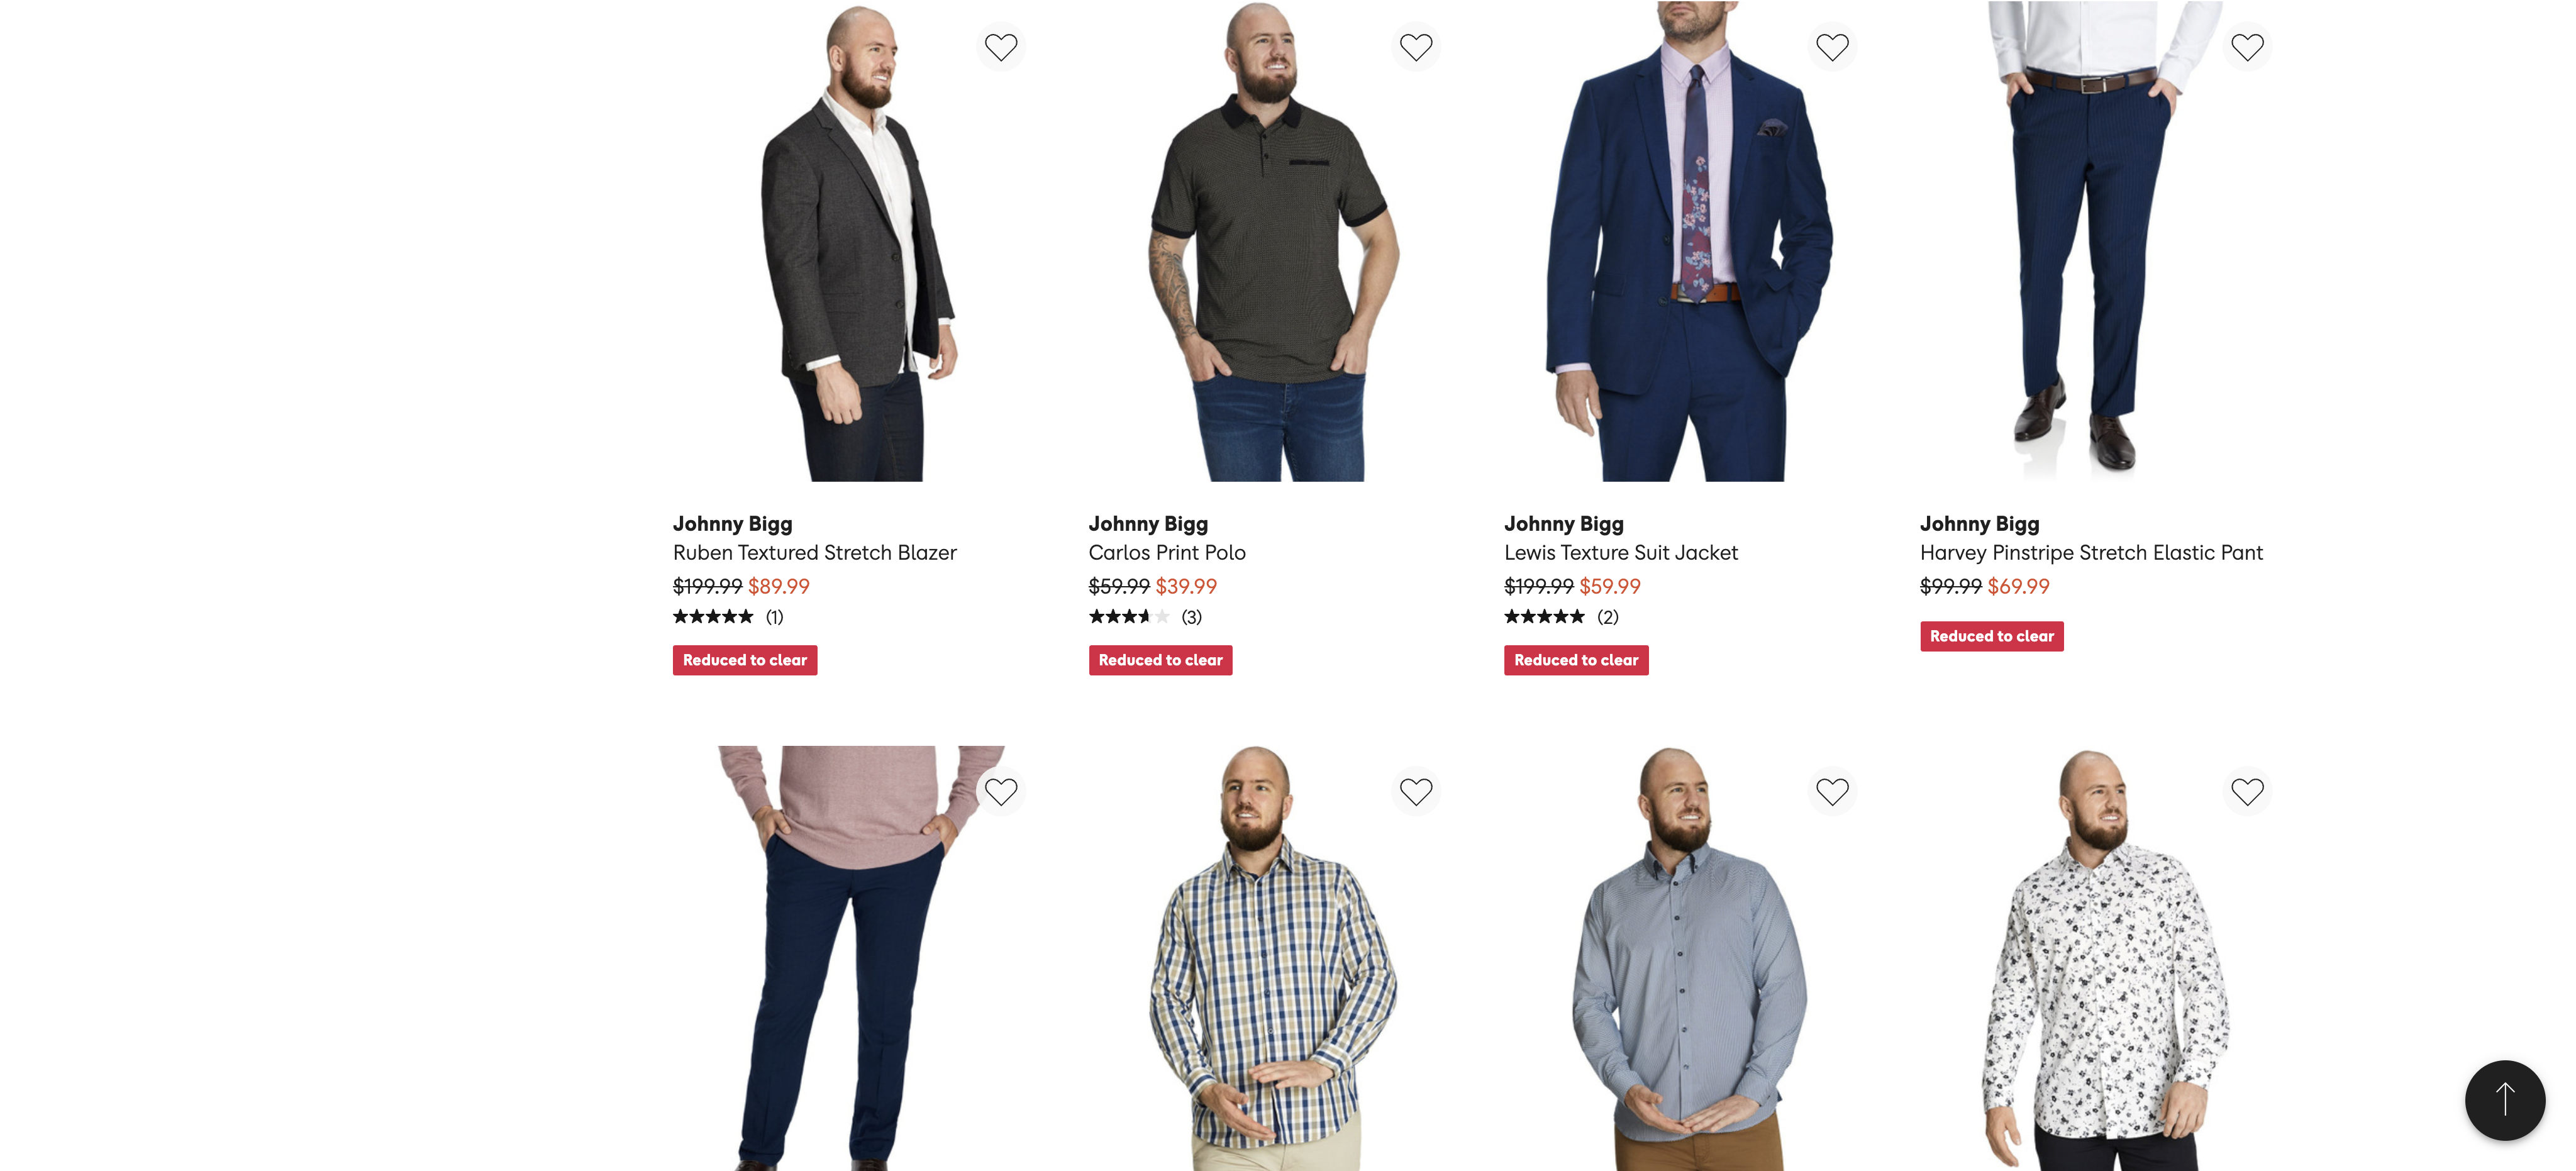 Johnny Bigg
Ruben Textured Stretch Blazer
$199.99 $89.99
(1)
Reduced to clear
Johnny Bigg
Carlos Print Polo
$59.99 $39.99
(3)
Reduced to clear
Johnny Bigg
Lewis Texture Suit Jacket
$199.99 $59.99
(2)
Reduced to clear
Johnny Bigg
Harvey Pinstripe Stretch Elastic Pant
$99.99 $69.99
Reduced to clear